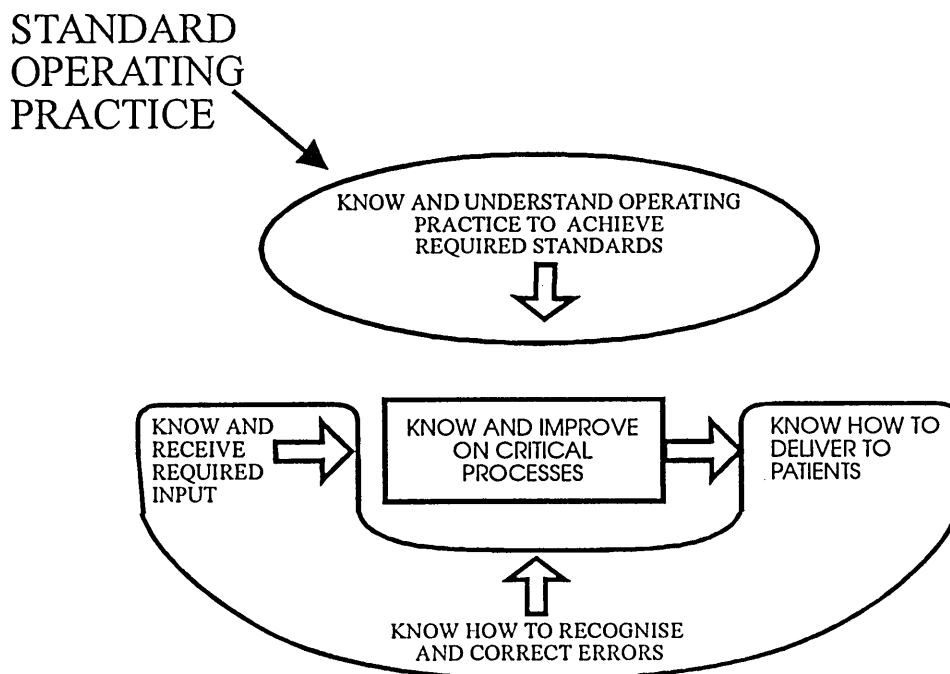 STANDARD
OPERATING
PRACTICE
KNOW AND UNDERSTAND OPERATING
PRACTICE TO ACHIEVE
REQUIRED STANDARDS
KNOW AND
RECEIVE
REQUIRED
INPUT
KNOW AND IMPROVE
ON CRITICAL
PROCESSES
KNOW HOW TO
DELIVER TO
PATIENTS
KNOW HOW TO RECOGNISE
AND CORRECT ERRORS